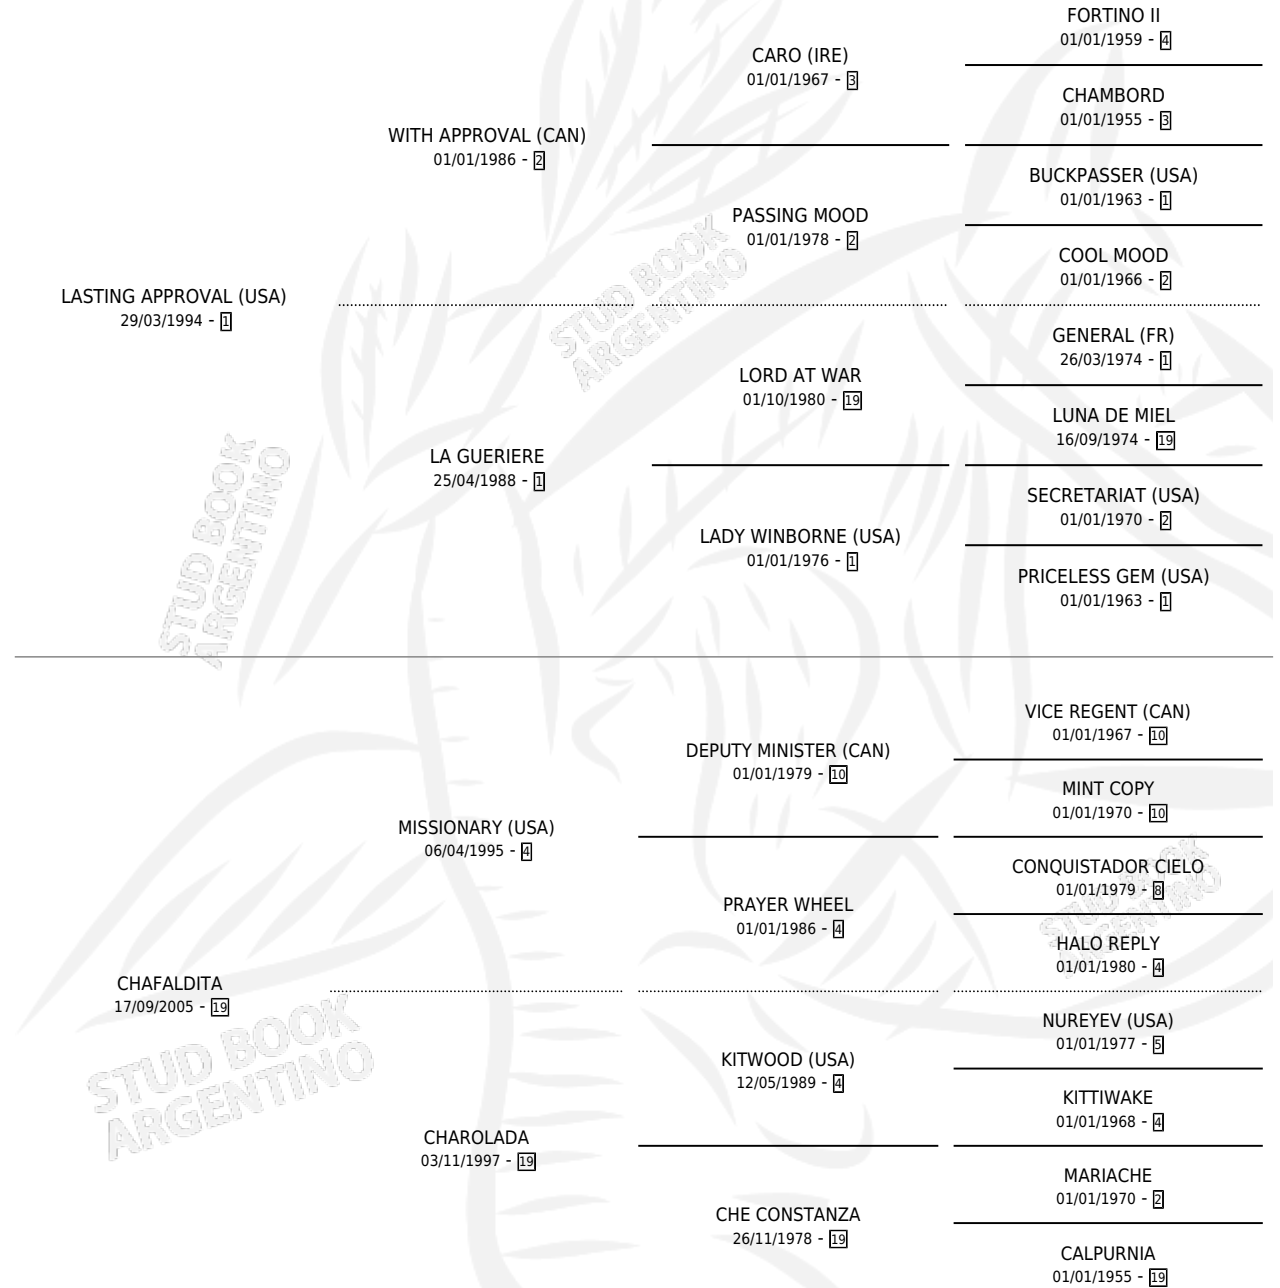 FORTINO II
01/01/1959 - 4
CARO (IRE)
01/01/1967 - 3
CHAMBORD
01/01/1955 - 3
WITH APPROVAL (CAN)
01/01/1986 - 2
BUCKPASSER (USA)
01/01/1963 - 1
PASSING MOOD
01/01/1978 - 2
COOL MOOD
01/01/1966 - 2
LASTING APPROVAL (USA)
29/03/1994 - 1
STUD BOOK
ARGENTINO
GENERAL (FR)
26/03/1974 - 1
LORD AT WAR
01/10/1980 - 19
LUNA DE MIEL
16/09/1974 - 19
LA GUERIERE
25/04/1988 - 1
SECRETARIAT (USA)
01/01/1970 - 2
LADY WINBORNE (USA)
01/01/1976 - 1
PRICELESS GEM (USA)
01/01/1963 - 1
STUD BOOK
ARGENTINO
VICE REGENT (CAN)
01/01/1967 - 10
DEPUTY MINISTER (CAN)
01/01/1979 - 10
MINT COPY
01/01/1970 - 10
MISSIONARY (USA)
06/04/1995 - 4
CONQUISTADOR CIELO
01/01/1979 - 8
PRAYER WHEEL
01/01/1986 - 4
HALO REPLY
01/01/1980 - 4
STUD BOOK
ARGENTINO
CHAFALDITA
17/09/2005 - 19
NUREYEV (USA)
01/01/1977 - 5
KITWOOD (USA)
12/05/1989 - 4
KITTIWAKE
01/01/1968 - 4
STUD BOOK
ARGENTINO
CHAROLADA
03/11/1997 - 19
MARIACHE
01/01/1970 - 2
CHE CONSTANZA
26/11/1978 - 19
CALPURNIA
01/01/1955 - 19